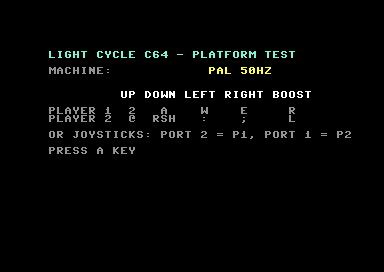 LIGHT CYCLE C64 - PLATFORM TEST
MACHINE: PAL 50HZ
UP DOWN LEFT RIGHT BOOST
PLAYER 1 2 A W E R
PLAYER 2 @ RSH : ; L
OR JOYSTICKS: PORT 2 = P1, PORT 1 = P2
PRESS A KEY